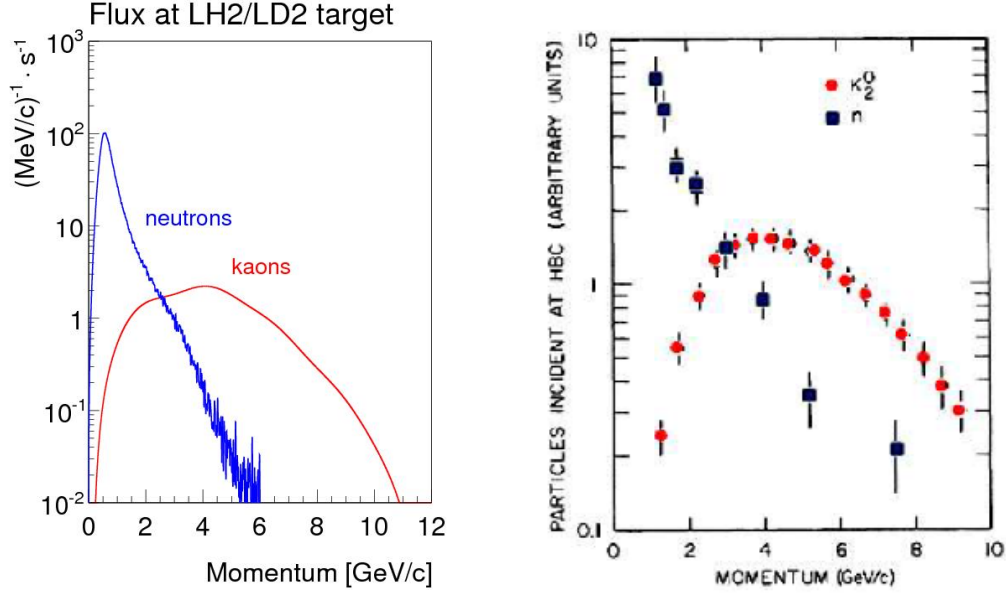 Flux at LH2/LD2 target
(MeV/c)⁻¹ · s⁻¹
10³
10²
10
1
10⁻¹
10⁻²
neutrons
kaons
0 2 4 6 8 10 12
Momentum [GeV/c]
PARTICLES INCIDENT AT HBC (ARBITRARY UNITS)
10
1
0.1
K⁰₂
n
0 2 4 6 8 10
MOMENTUM (GeV/c)